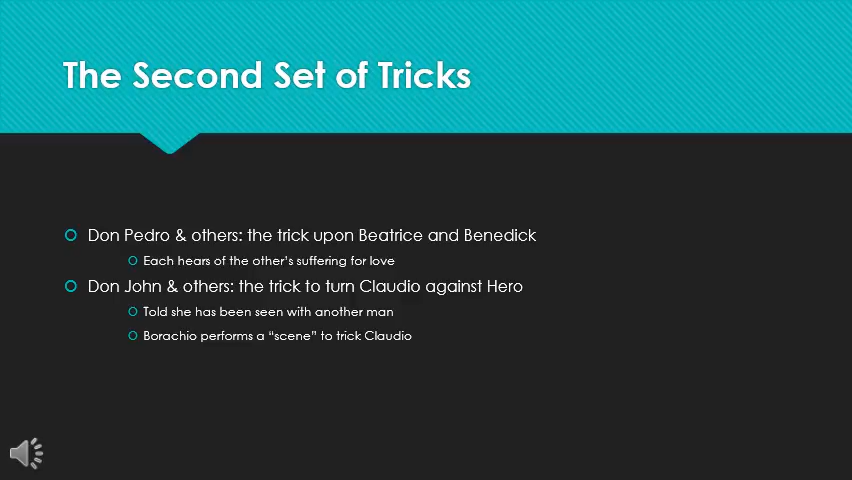 The Second Set of Tricks
Don Pedro & others: the trick upon Beatrice and Benedick
Each hears of the other's suffering for love
Don John & others: the trick to turn Claudio against Hero
Told she has been seen with another man
Borachio performs a “scene” to trick Claudio